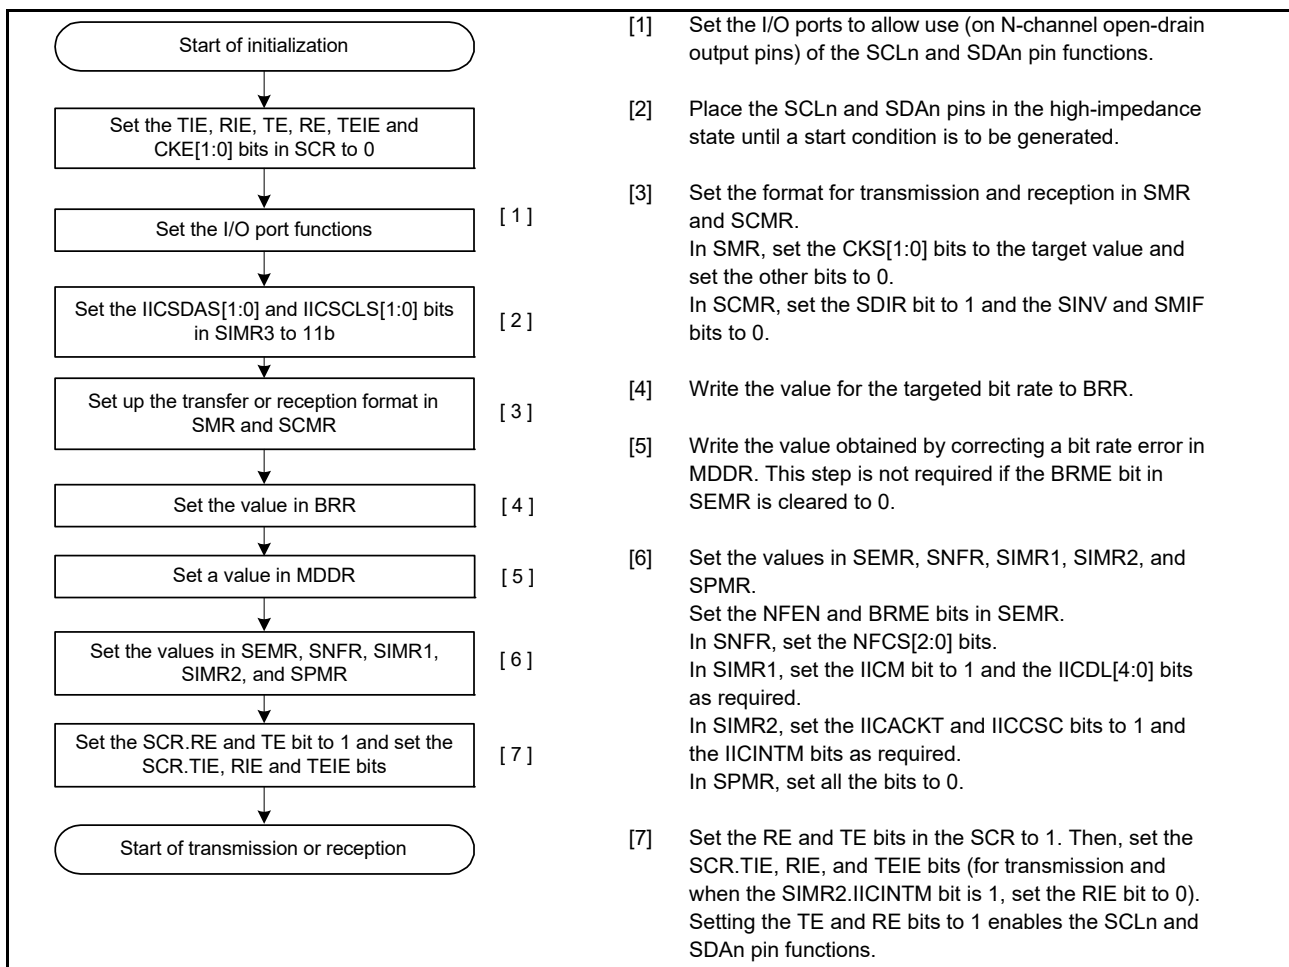 Start of initialization
Set the TIE, RIE, TE, RE, TEIE and
CKE[1:0] bits in SCR to 0
Set the I/O port functions
[ 1 ]
Set the IICSDAS[1:0] and IICSCLS[1:0] bits
in SIMR3 to 11b
[ 2 ]
Set up the transfer or reception format in
SMR and SCMR
[ 3 ]
Set the value in BRR
[ 4 ]
Set a value in MDDR
[ 5 ]
Set the values in SEMR, SNFR, SIMR1,
SIMR2, and SPMR
[ 6 ]
Set the SCR.RE and TE bit to 1 and set the
SCR.TIE, RIE and TEIE bits
[ 7 ]
Start of transmission or reception
[1] Set the I/O ports to allow use (on N-channel open-drain
output pins) of the SCLn and SDAn pin functions.
[2] Place the SCLn and SDAn pins in the high-impedance
state until a start condition is to be generated.
[3] Set the format for transmission and reception in SMR
and SCMR.
In SMR, set the CKS[1:0] bits to the target value and
set the other bits to 0.
In SCMR, set the SDIR bit to 1 and the SINV and SMIF
bits to 0.
[4] Write the value for the targeted bit rate to BRR.
[5] Write the value obtained by correcting a bit rate error in
MDDR. This step is not required if the BRME bit in
SEMR is cleared to 0.
[6] Set the values in SEMR, SNFR, SIMR1, SIMR2, and
SPMR.
Set the NFEN and BRME bits in SEMR.
In SNFR, set the NFCS[2:0] bits.
In SIMR1, set the IICM bit to 1 and the IICDL[4:0] bits
as required.
In SIMR2, set the IICACKT and IICCSC bits to 1 and
the IICINTM bits as required.
In SPMR, set all the bits to 0.
[7] Set the RE and TE bits in the SCR to 1. Then, set the
SCR.TIE, RIE, and TEIE bits (for transmission and
when the SIMR2.IICINTM bit is 1, set the RIE bit to 0).
Setting the TE and RE bits to 1 enables the SCLn and
SDAn pin functions.